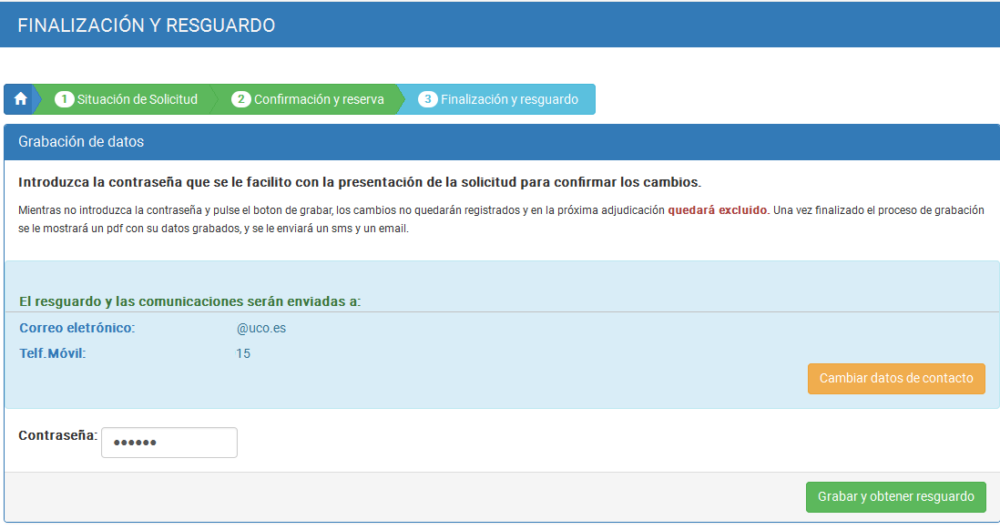 FINALIZACIÓN Y RESGUARDO
1 Situación de Solicitud 2 Confirmación y reserva 3 Finalización y resguardo
Grabación de datos
Introduzca la contraseña que se le facilito con la presentación de la solicitud para confirmar los cambios.
Mientras no introduzca la contraseña y pulse el boton de grabar, los cambios no quedarán registrados y en la próxima adjudicación quedará excluido. Una vez finalizado el proceso de grabación
se le mostrará un pdf con su datos grabados, y se le enviará un sms y un email.
El resguardo y las comunicaciones serán enviadas a:
Correo eletrónico: @uco.es
Telf.Móvil: 15
Cambiar datos de contacto
Contraseña: ••••••
Grabar y obtener resguardo